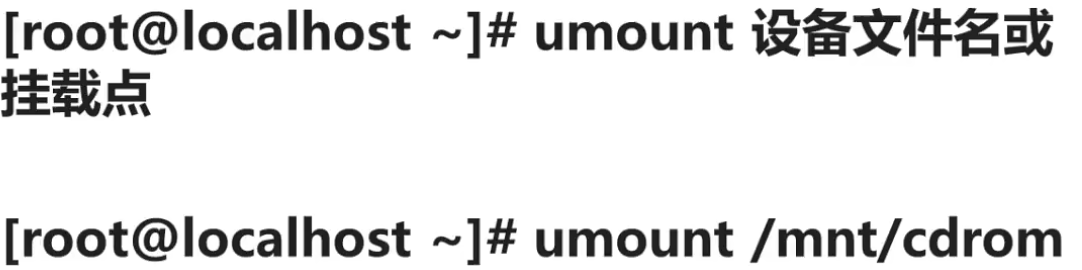 [root@localhost ~]# umount 设备文件名或
挂载点
[root@localhost ~]# umount /mnt/cdrom